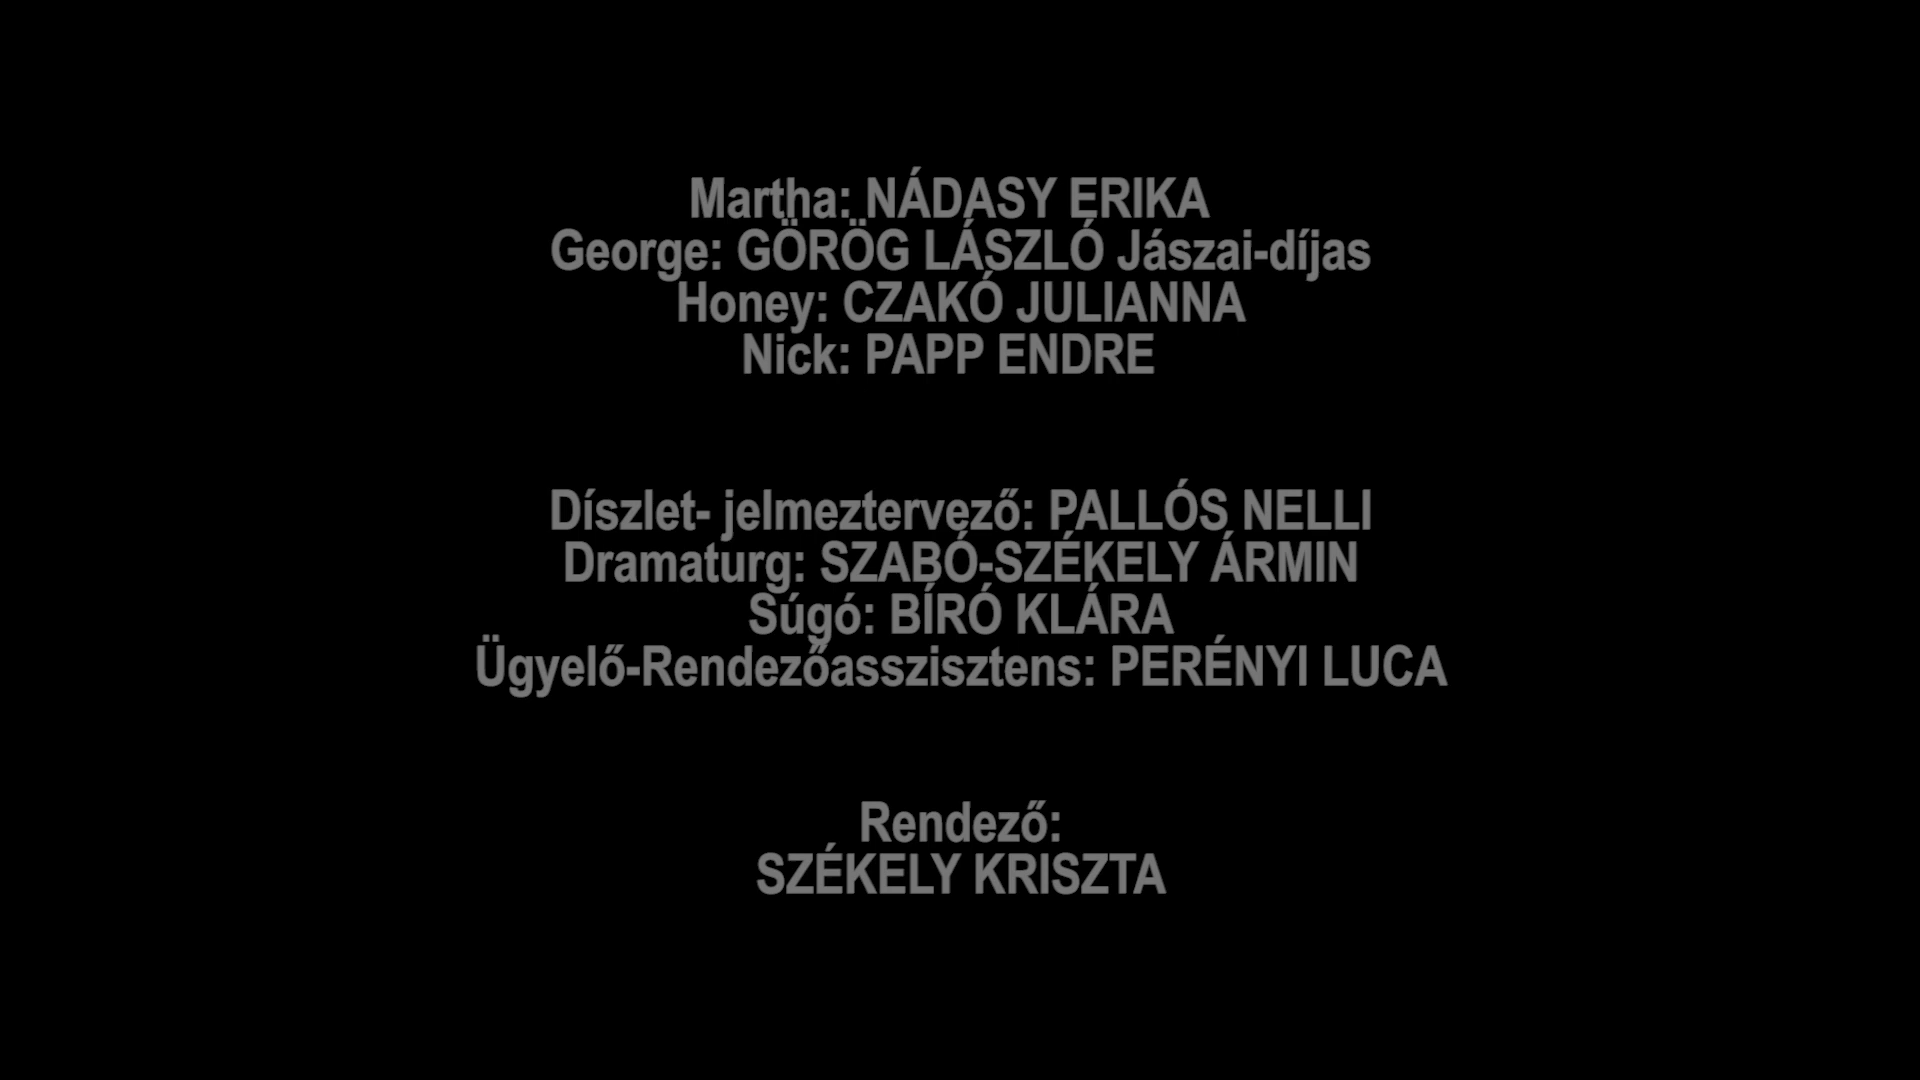 Martha: NÁDASY ERIKA
George: GÖRÖG LÁSZLÓ Jászai-díjas
Honey: CZAKÓ JULIANNA
Nick: PAPP ENDRE
Díszlet- jelmeztervező: PALLÓS NELLI
Dramaturg: SZABÓ-SZÉKELY ÁRMIN
Súgó: BÍRÓ KLÁRA
Ügyelő-Rendezőasszisztens: PERÉNYI LUCA
Rendező:
SZÉKELY KRISZTA